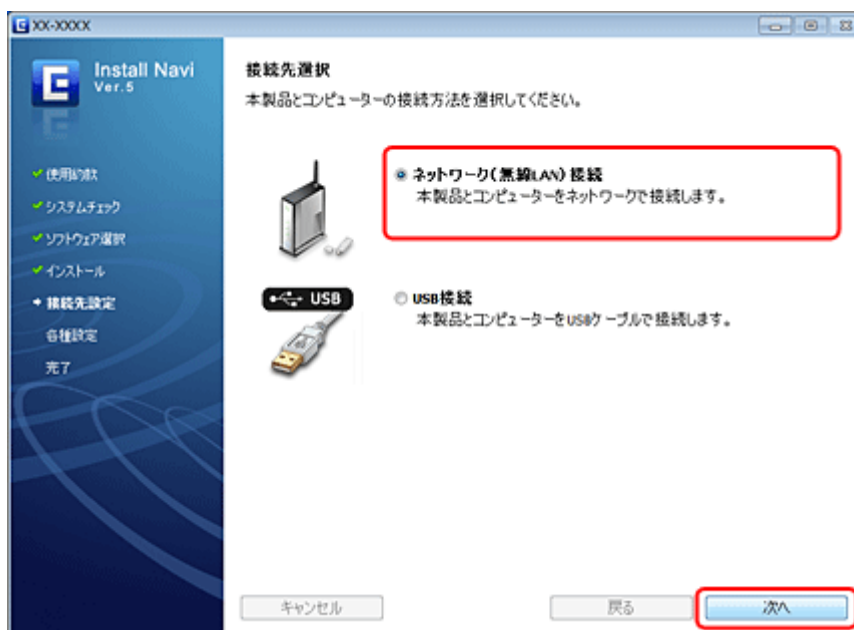 XX-XXXX
Install Navi
Ver.5
使用約款
システムチェック
ソフトウェア選択
インストール
接続先設定
各種設定
完了
接続先選択
本製品とコンピューターの接続方法を選択してください。
ネットワーク(無線LAN)接続
本製品とコンピューターをネットワークで接続します。
USB
USB接続
本製品とコンピューターをUSBケーブルで接続します。
キャンセル
戻る
次へ